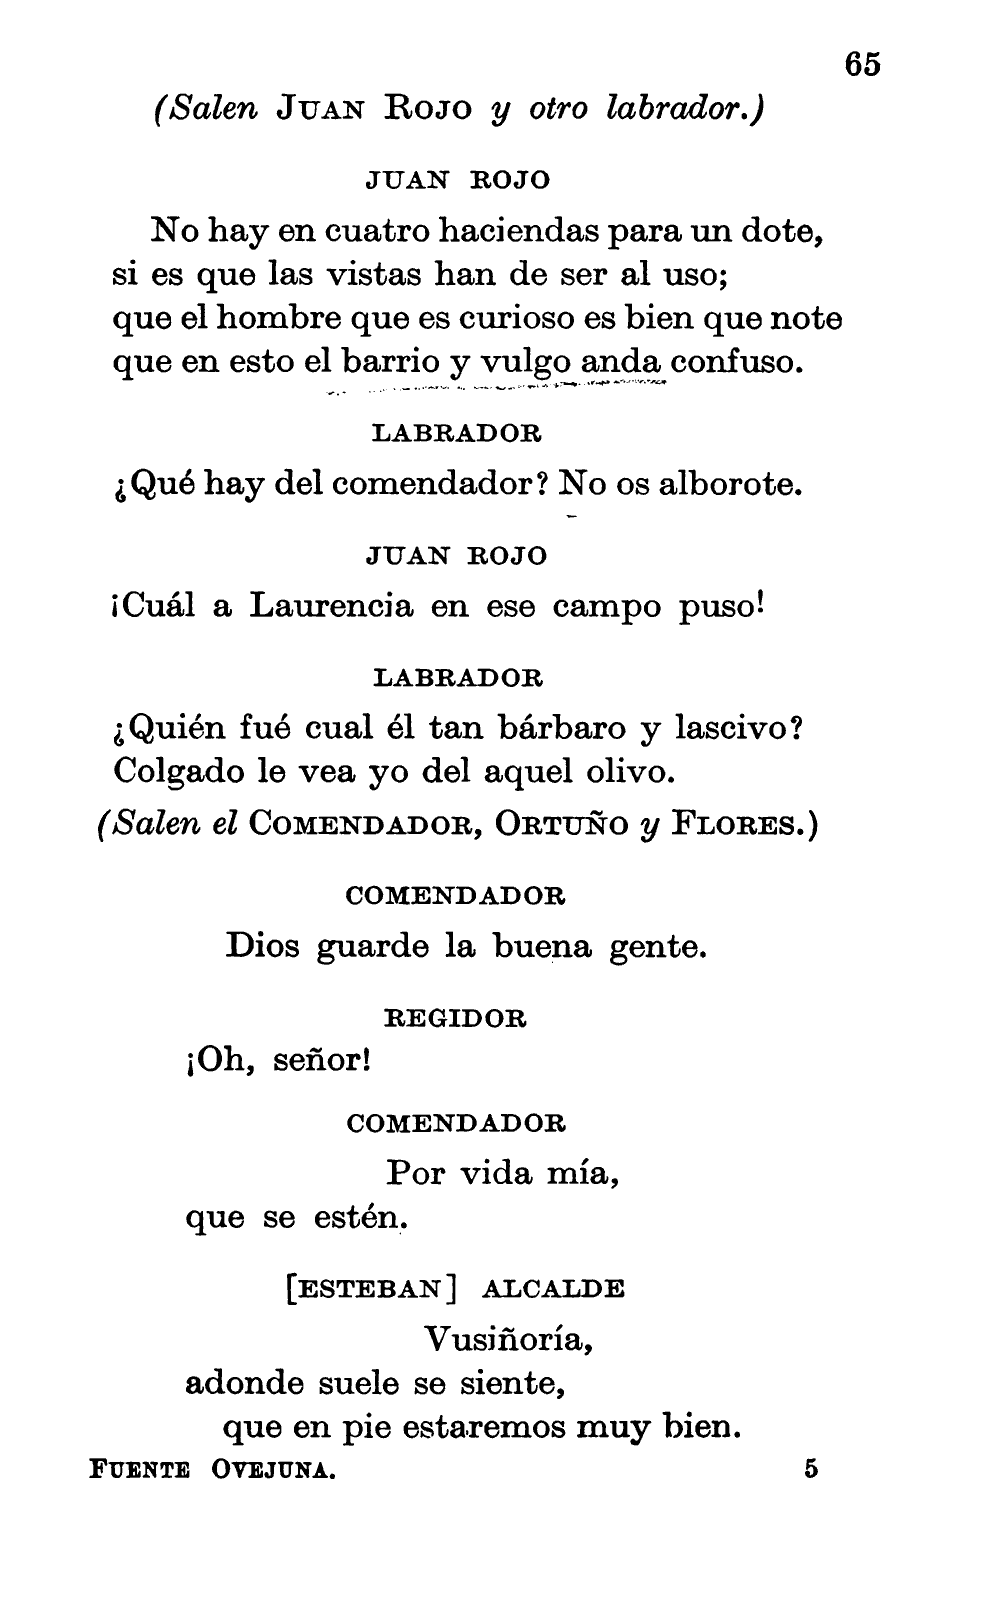 65
(Salen JUAN ROJO y otro labrador.)
JUAN ROJO
No hay en cuatro haciendas para un dote,
si es que las vistas han de ser al uso;
que el hombre que es curioso es bien que note
que en esto el barrio y vulgo anda confuso.
LABRADOR
¿Qué hay del comendador? No os alborote.
JUAN ROJO
¡Cuál a Laurencia en ese campo puso!
LABRADOR
¿Quién fué cual él tan bárbaro y lascivo?
Colgado le vea yo del aquel olivo.
(Salen el COMENDADOR, ORTUÑO y FLORES.)
COMENDADOR
Dios guarde la buena gente.
REGIDOR
¡Oh, señor!
COMENDADOR
Por vida mía,
que se estén.
[ESTEBAN] ALCALDE
Vusiñoría,
adonde suele se siente,
que en pie estaremos muy bien.
FUENTE OVEJUNA. 5